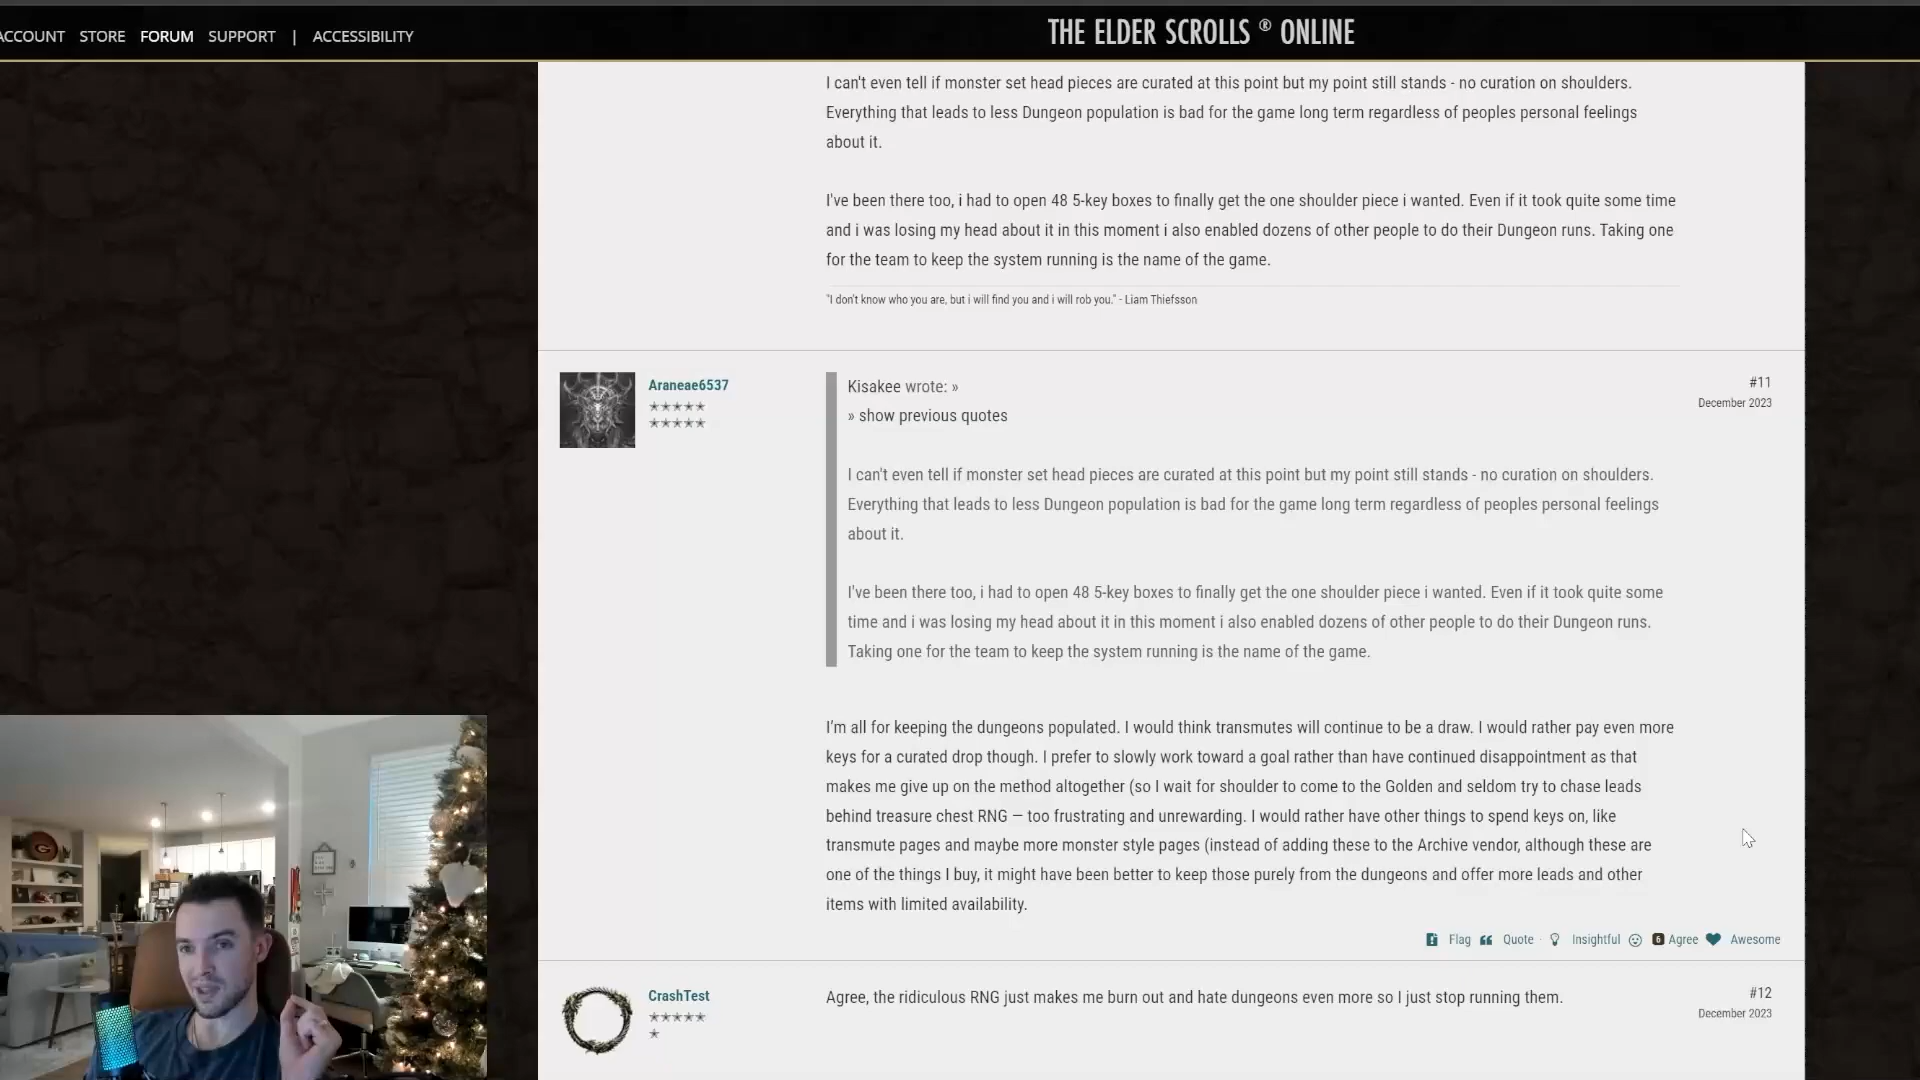 ACCOUNT STORE FORUM SUPPORT | ACCESSIBILITY
THE ELDER SCROLLS ® ONLINE
I can't even tell if monster set head pieces are curated at this point but my point still stands - no curation on shoulders.
Everything that leads to less Dungeon population is bad for the game long term regardless of peoples personal feelings
about it.
I've been there too, i had to open 48 5-key boxes to finally get the one shoulder piece i wanted. Even if it took quite some time
and i was losing my head about it in this moment i also enabled dozens of other people to do their Dungeon runs. Taking one
for the team to keep the system running is the name of the game.
"I don't know who you are, but i will find you and i will rob you." - Liam Thiefsson
Araneae6537
#11
December 2023
Kisakee wrote: »
» show previous quotes
I can't even tell if monster set head pieces are curated at this point but my point still stands - no curation on shoulders.
Everything that leads to less Dungeon population is bad for the game long term regardless of peoples personal feelings
about it.
I've been there too, i had to open 48 5-key boxes to finally get the one shoulder piece i wanted. Even if it took quite some
time and i was losing my head about it in this moment i also enabled dozens of other people to do their Dungeon runs.
Taking one for the team to keep the system running is the name of the game.
I'm all for keeping the dungeons populated. I would think transmutes will continue to be a draw. I would rather pay even more
keys for a curated drop though. I prefer to slowly work toward a goal rather than have continued disappointment as that
makes me give up on the method altogether (so I wait for shoulder to come to the Golden and seldom try to chase leads
behind treasure chest RNG — too frustrating and unrewarding. I would rather have other things to spend keys on, like
transmute pages and maybe more monster style pages (instead of adding these to the Archive vendor, although these are
one of the things I buy, it might have been better to keep those purely from the dungeons and offer more leads and other
items with limited availability.
Flag Quote · Insightful 6 Agree Awesome
CrashTest
#12
December 2023
Agree, the ridiculous RNG just makes me burn out and hate dungeons even more so I just stop running them.